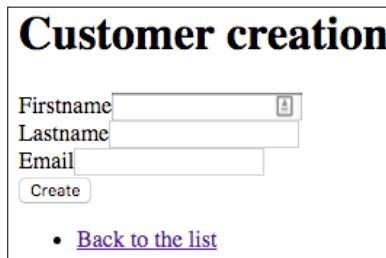 Customer creation
Firstname
Lastname
Email
Create
Back to the list